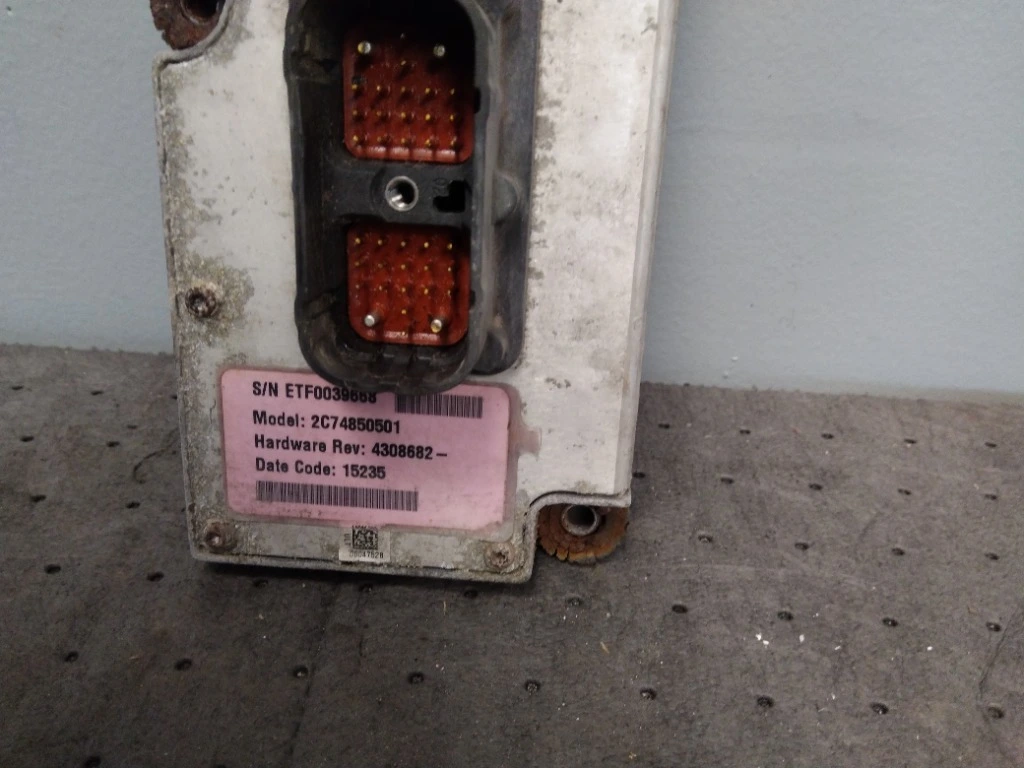 S/N ETF0039668
Model: 2C74850501
Hardware Rev: 4308682–
Date Code: 15235